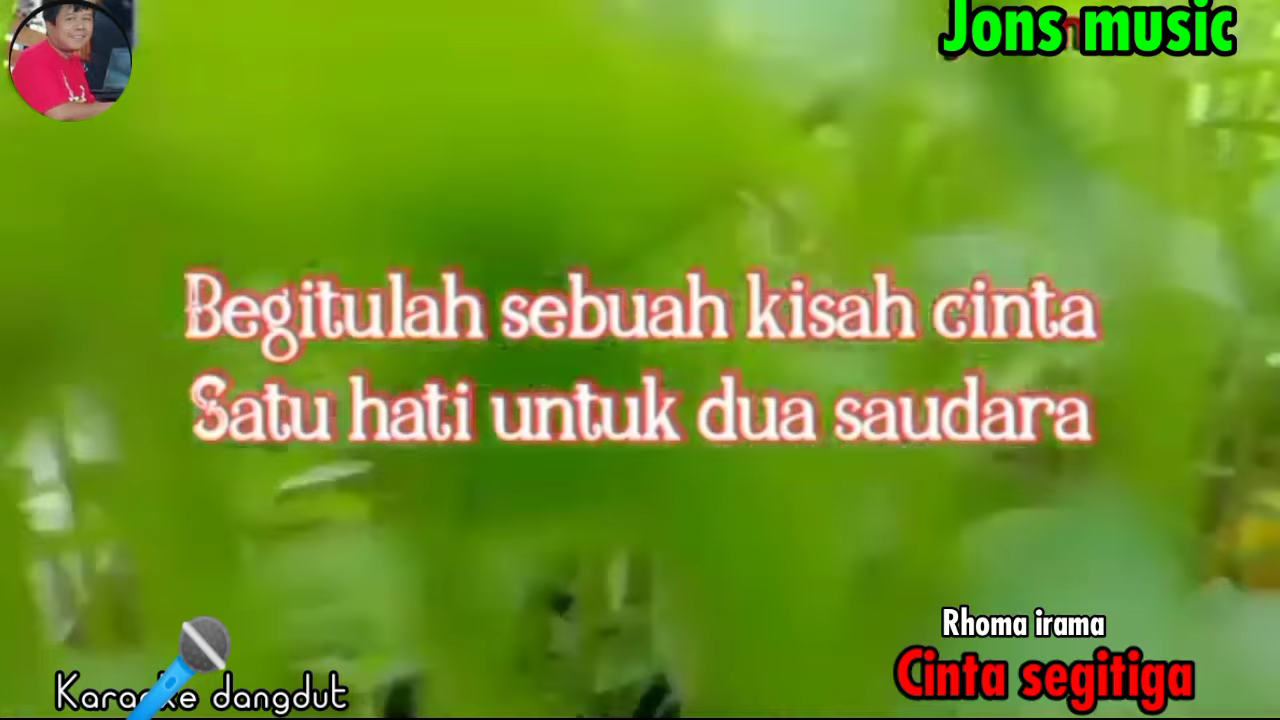 Jons music
Begitulah sebuah kisah cinta
Satu hati untuk dua saudara
Rhoma irama
Cinta segitiga
Karaoke dangdut